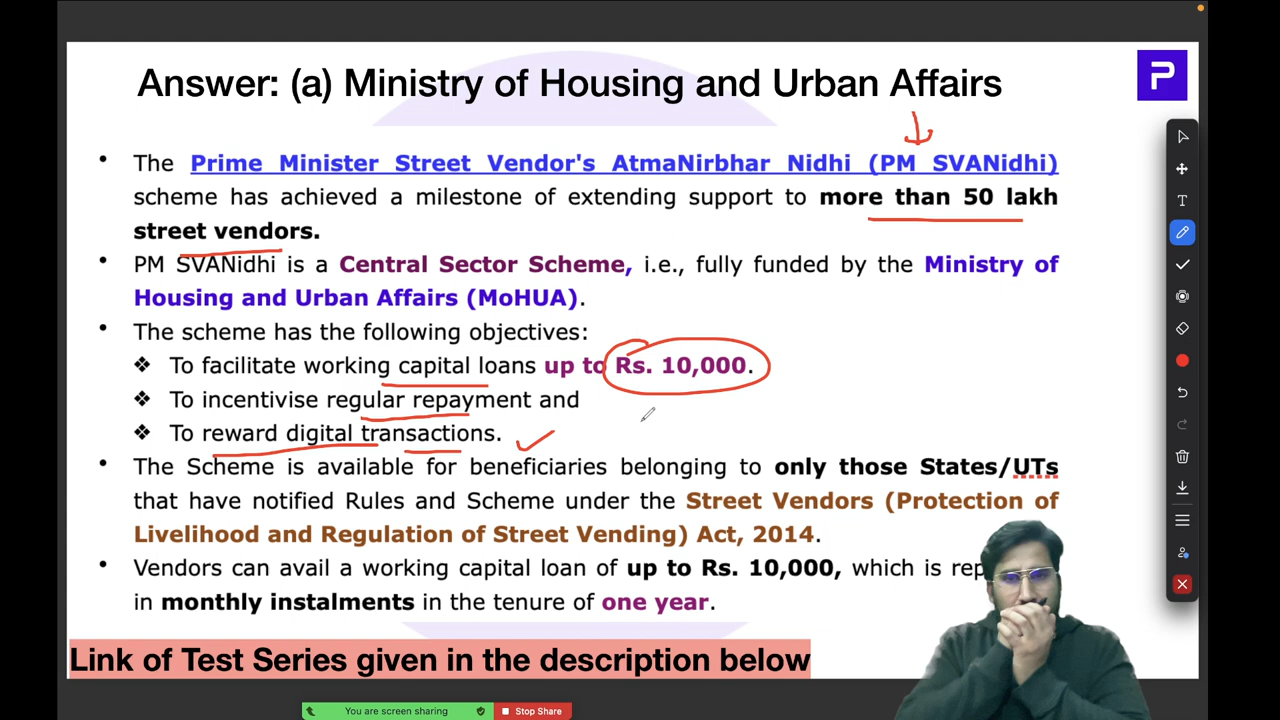 Answer: (a) Ministry of Housing and Urban Affairs
P
• The Prime Minister Street Vendor's AtmaNirbhar Nidhi (PM SVANidhi)
scheme has achieved a milestone of extending support to more than 50 lakh
street vendors.
• PM SVANidhi is a Central Sector Scheme, i.e., fully funded by the Ministry of
Housing and Urban Affairs (MoHUA).
• The scheme has the following objectives:
❖ To facilitate working capital loans up to Rs. 10,000.
❖ To incentivise regular repayment and
❖ To reward digital transactions.
• The Scheme is available for beneficiaries belonging to only those States/UTs
that have notified Rules and Scheme under the Street Vendors (Protection of
Livelihood and Regulation of Street Vending) Act, 2014.
• Vendors can avail a working capital loan of up to Rs. 10,000, which is
in monthly instalments in the tenure of one year.
Link of Test Series given in the description below
You are screen sharing
Stop Share